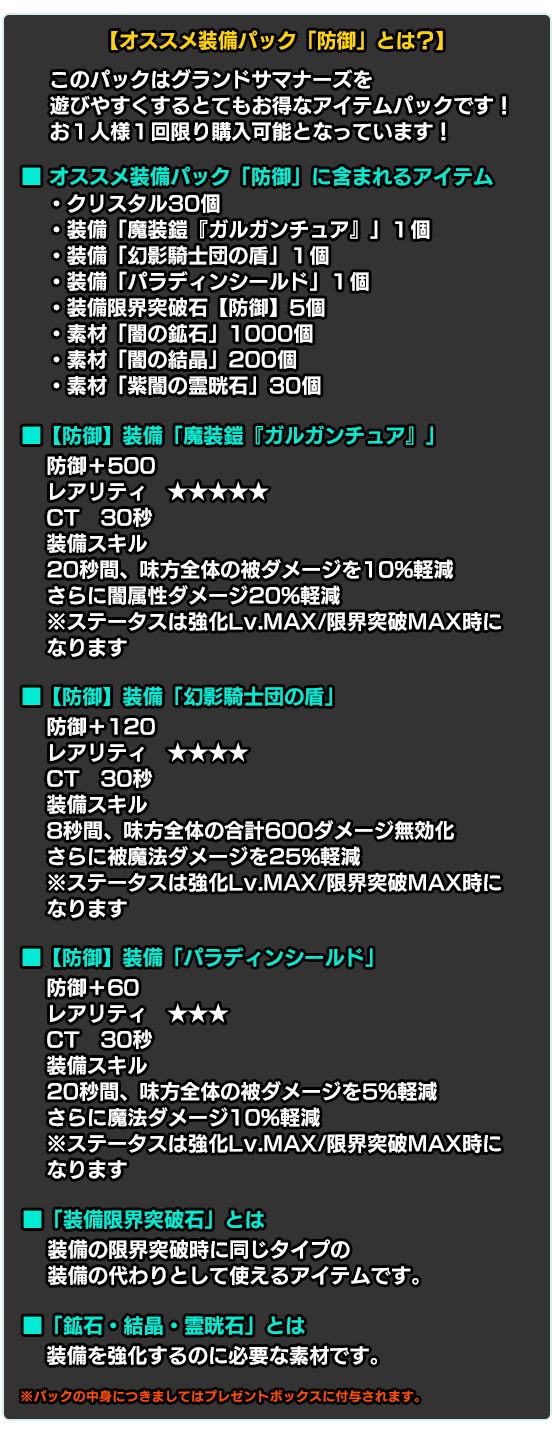 【オススメ装備パック「防御」とは?】
このパックはグランドサマナーズを
遊びやすくするとてもお得なアイテムパックです！
お１人様１回限り購入可能となっています！
■ オススメ装備パック「防御」に含まれるアイテム
・クリスタル30個
・装備「魔装鎧『ガルガンチュア』」１個
・装備「幻影騎士団の盾」１個
・装備「パラディンシールド」１個
・装備限界突破石【防御】5個
・素材「闇の鉱石」1000個
・素材「闇の結晶」200個
・素材「紫闇の霊晄石」30個
■【防御】装備「魔装鎧『ガルガンチュア』」
防御＋500
レアリティ　★★★★★
CT　30秒
装備スキル
20秒間、味方全体の被ダメージを10%軽減
さらに闇属性ダメージ20%軽減
※ステータスは強化Lv.MAX/限界突破MAX時に
なります
■【防御】装備「幻影騎士団の盾」
防御＋120
レアリティ　★★★★
CT　30秒
装備スキル
8秒間、味方全体の合計600ダメージ無効化
さらに被魔法ダメージを25%軽減
※ステータスは強化Lv.MAX/限界突破MAX時に
なります
■【防御】装備「パラディンシールド」
防御＋60
レアリティ　★★★
CT　30秒
装備スキル
20秒間、味方全体の被ダメージを5%軽減
さらに魔法ダメージ10%軽減
※ステータスは強化Lv.MAX/限界突破MAX時に
なります
■「装備限界突破石」とは
装備の限界突破時に同じタイプの
装備の代わりとして使えるアイテムです。
■「鉱石・結晶・霊晄石」とは
装備を強化するのに必要な素材です。
※パックの中身につきましてはプレゼントボックスに付与されます。